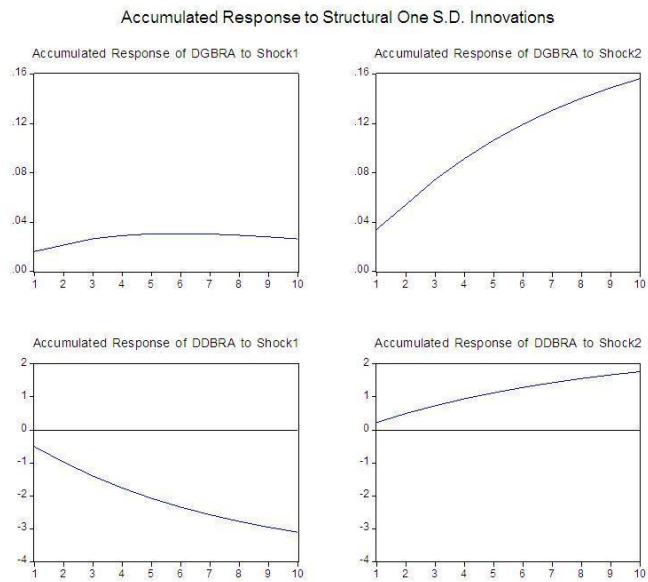 Accumulated Response to Structural One S.D. Innovations
Accumulated Response of DGBRA to Shock1
.16
.12
.08
.04
.00
1 2 3 4 5 6 7 8 9 10
Accumulated Response of DGBRA to Shock2
.16
.12
.08
.04
.00
1 2 3 4 5 6 7 8 9 10
Accumulated Response of DDBRA to Shock1
2
1
0
-1
-2
-3
-4
1 2 3 4 5 6 7 8 9 10
Accumulated Response of DDBRA to Shock2
2
1
0
-1
-2
-3
-4
1 2 3 4 5 6 7 8 9 10